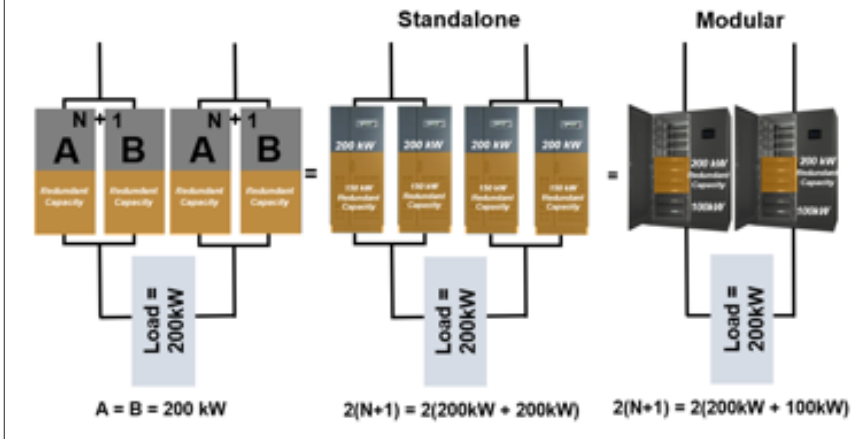 Standalone
Modular
N + 1
A
B
Redundant
Capacity
Redundant
Capacity
N + 1
A
B
Redundant
Capacity
Redundant
Capacity
Load =
200kW
A = B = 200 kW
=
200 kW
150 kW
Redundant
Capacity
200 kW
150 kW
Redundant
Capacity
200 kW
150 kW
Redundant
Capacity
200 kW
150 kW
Redundant
Capacity
Load =
200kW
2(N+1) = 2(200kW + 200kW)
=
200 kW
Redundant
Capacity
100kW
200 kW
Redundant
Capacity
100kW
Load =
200kW
2(N+1) = 2(200kW + 100kW)